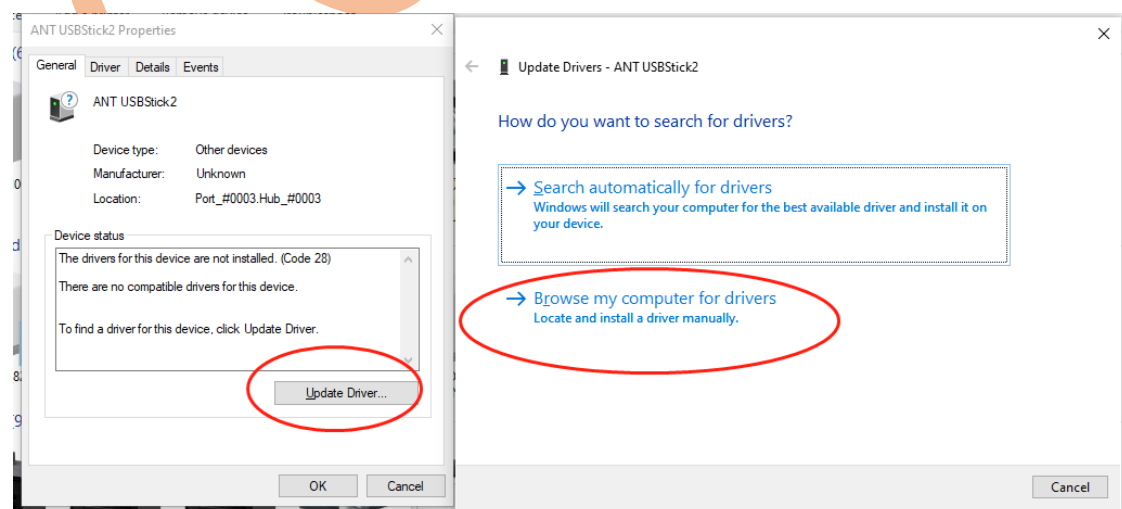 ANT USBStick2 Properties
General Driver Details Events
ANT USBStick2
Device type: Other devices
Manufacturer: Unknown
Location: Port_#0003.Hub_#0003
Device status
The drivers for this device are not installed. (Code 28)
There are no compatible drivers for this device.
To find a driver for this device, click Update Driver.
Update Driver...
OK Cancel
Update Drivers - ANT USBStick2
How do you want to search for drivers?
Search automatically for drivers
Windows will search your computer for the best available driver and install it on
your device.
Browse my computer for drivers
Locate and install a driver manually.
Cancel